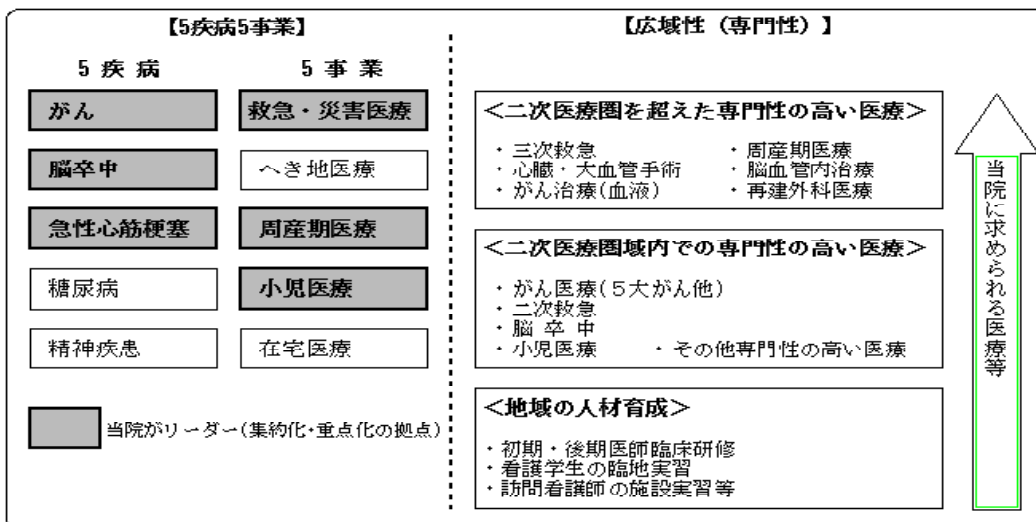 【5疾病5事業】
5 疾 病
5 事 業
がん
救急・災害医療
脳卒中
へき地医療
急性心筋梗塞
周産期医療
糖尿病
小児医療
精神疾患
在宅医療
当院がリーダー(集約化・重点化の拠点)
【広域性（専門性）】
＜二次医療圏を超えた専門性の高い医療＞
・三次救急
・周産期医療
・心臓・大血管手術
・脳血管内治療
・がん治療(血液)
・再建外科医療
＜二次医療圏域内での専門性の高い医療＞
・がん医療(５大がん他)
・二次救急
・脳 卒 中
・小児医療
・その他専門性の高い医療
＜地域の人材育成＞
・初期・後期医師臨床研修
・看護学生の臨地実習
・訪問看護師の施設実習等
当院に求められる医療等